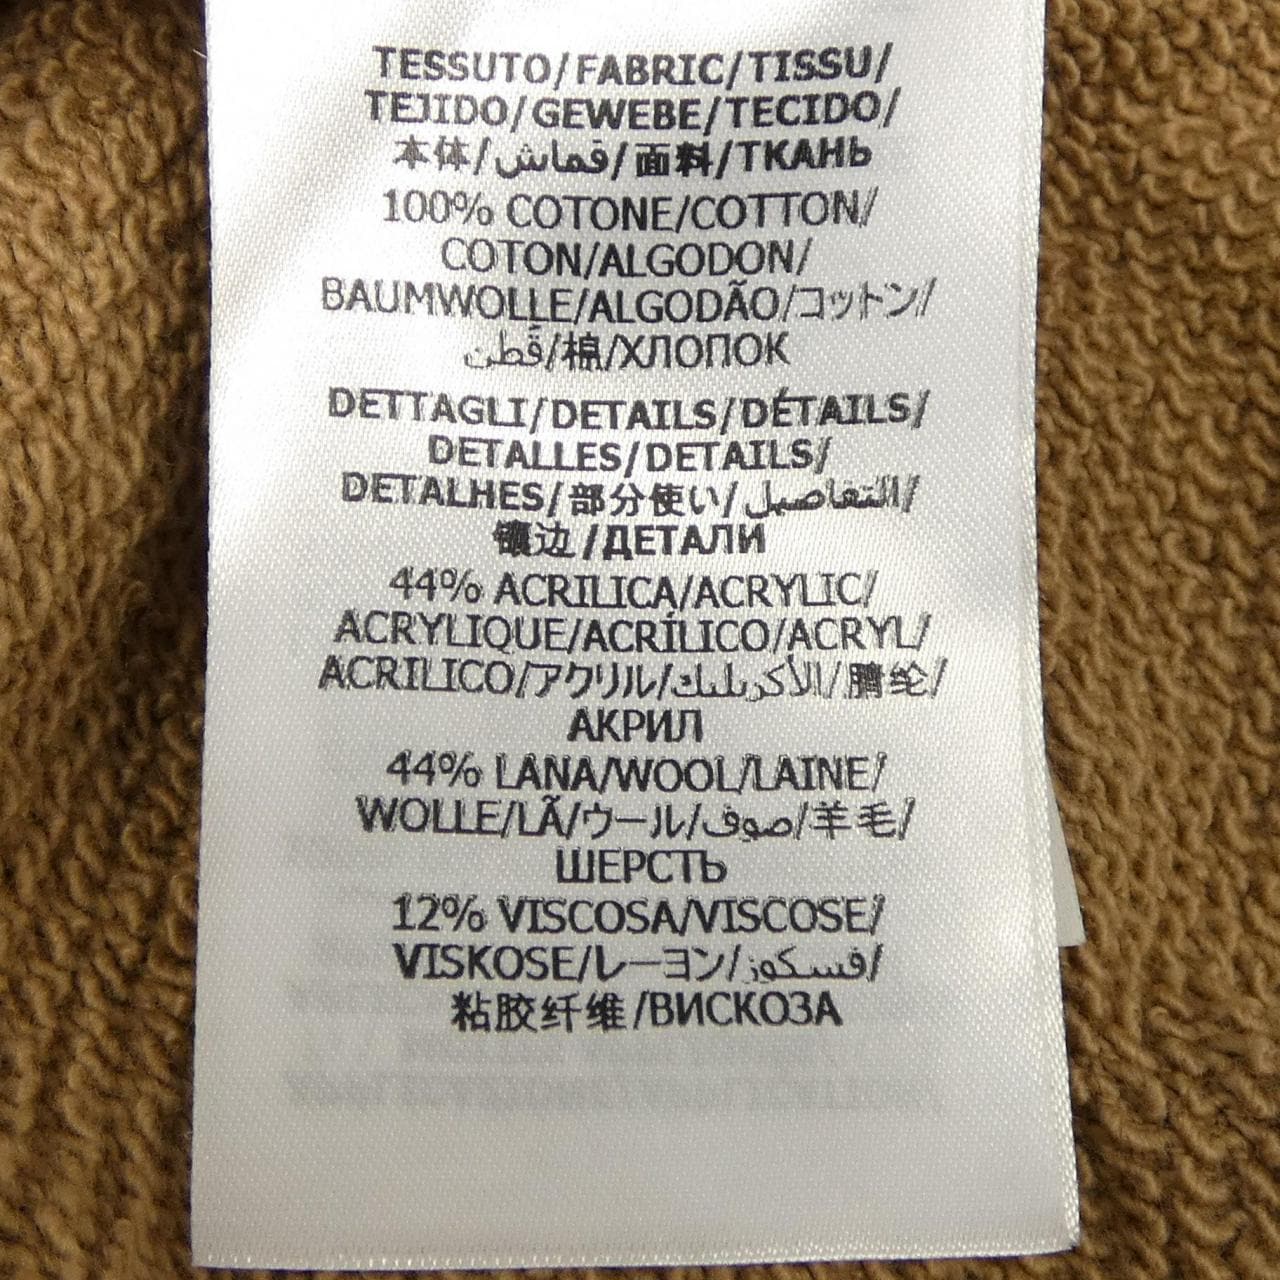 TESSUTO/FABRIC/TISSU/
TEJIDO/GEWEBE/TECIDO/
本体/قماش/面料/ТКАНЬ
100% COTONE/COTTON/
COTON/ALGODON/
BAUMWOLLE/ALGODÃO/コットン/
قطن/棉/ХЛОПОК
DETTAGLI/DETAILS/DÉTAILS/
DETALLES/DETAILS/
DETALHES/部分使い/التفاصيل/
镶边/ДЕТАЛИ
44% ACRILICA/ACRYLIC/
ACRYLIQUE/ACRÍLICO/ACRYL/
ACRILICO/アクリル/الأكريليك/腈纶/
АКРИЛ
44% LANA/WOOL/LAINE/
WOLLE/LÃ/ウール/صوف/羊毛/
ШЕРСТЬ
12% VISCOSA/VISCOSE/
VISKOSE/レーヨン/فسكوز/
粘胶纤维/ВИСКОЗА